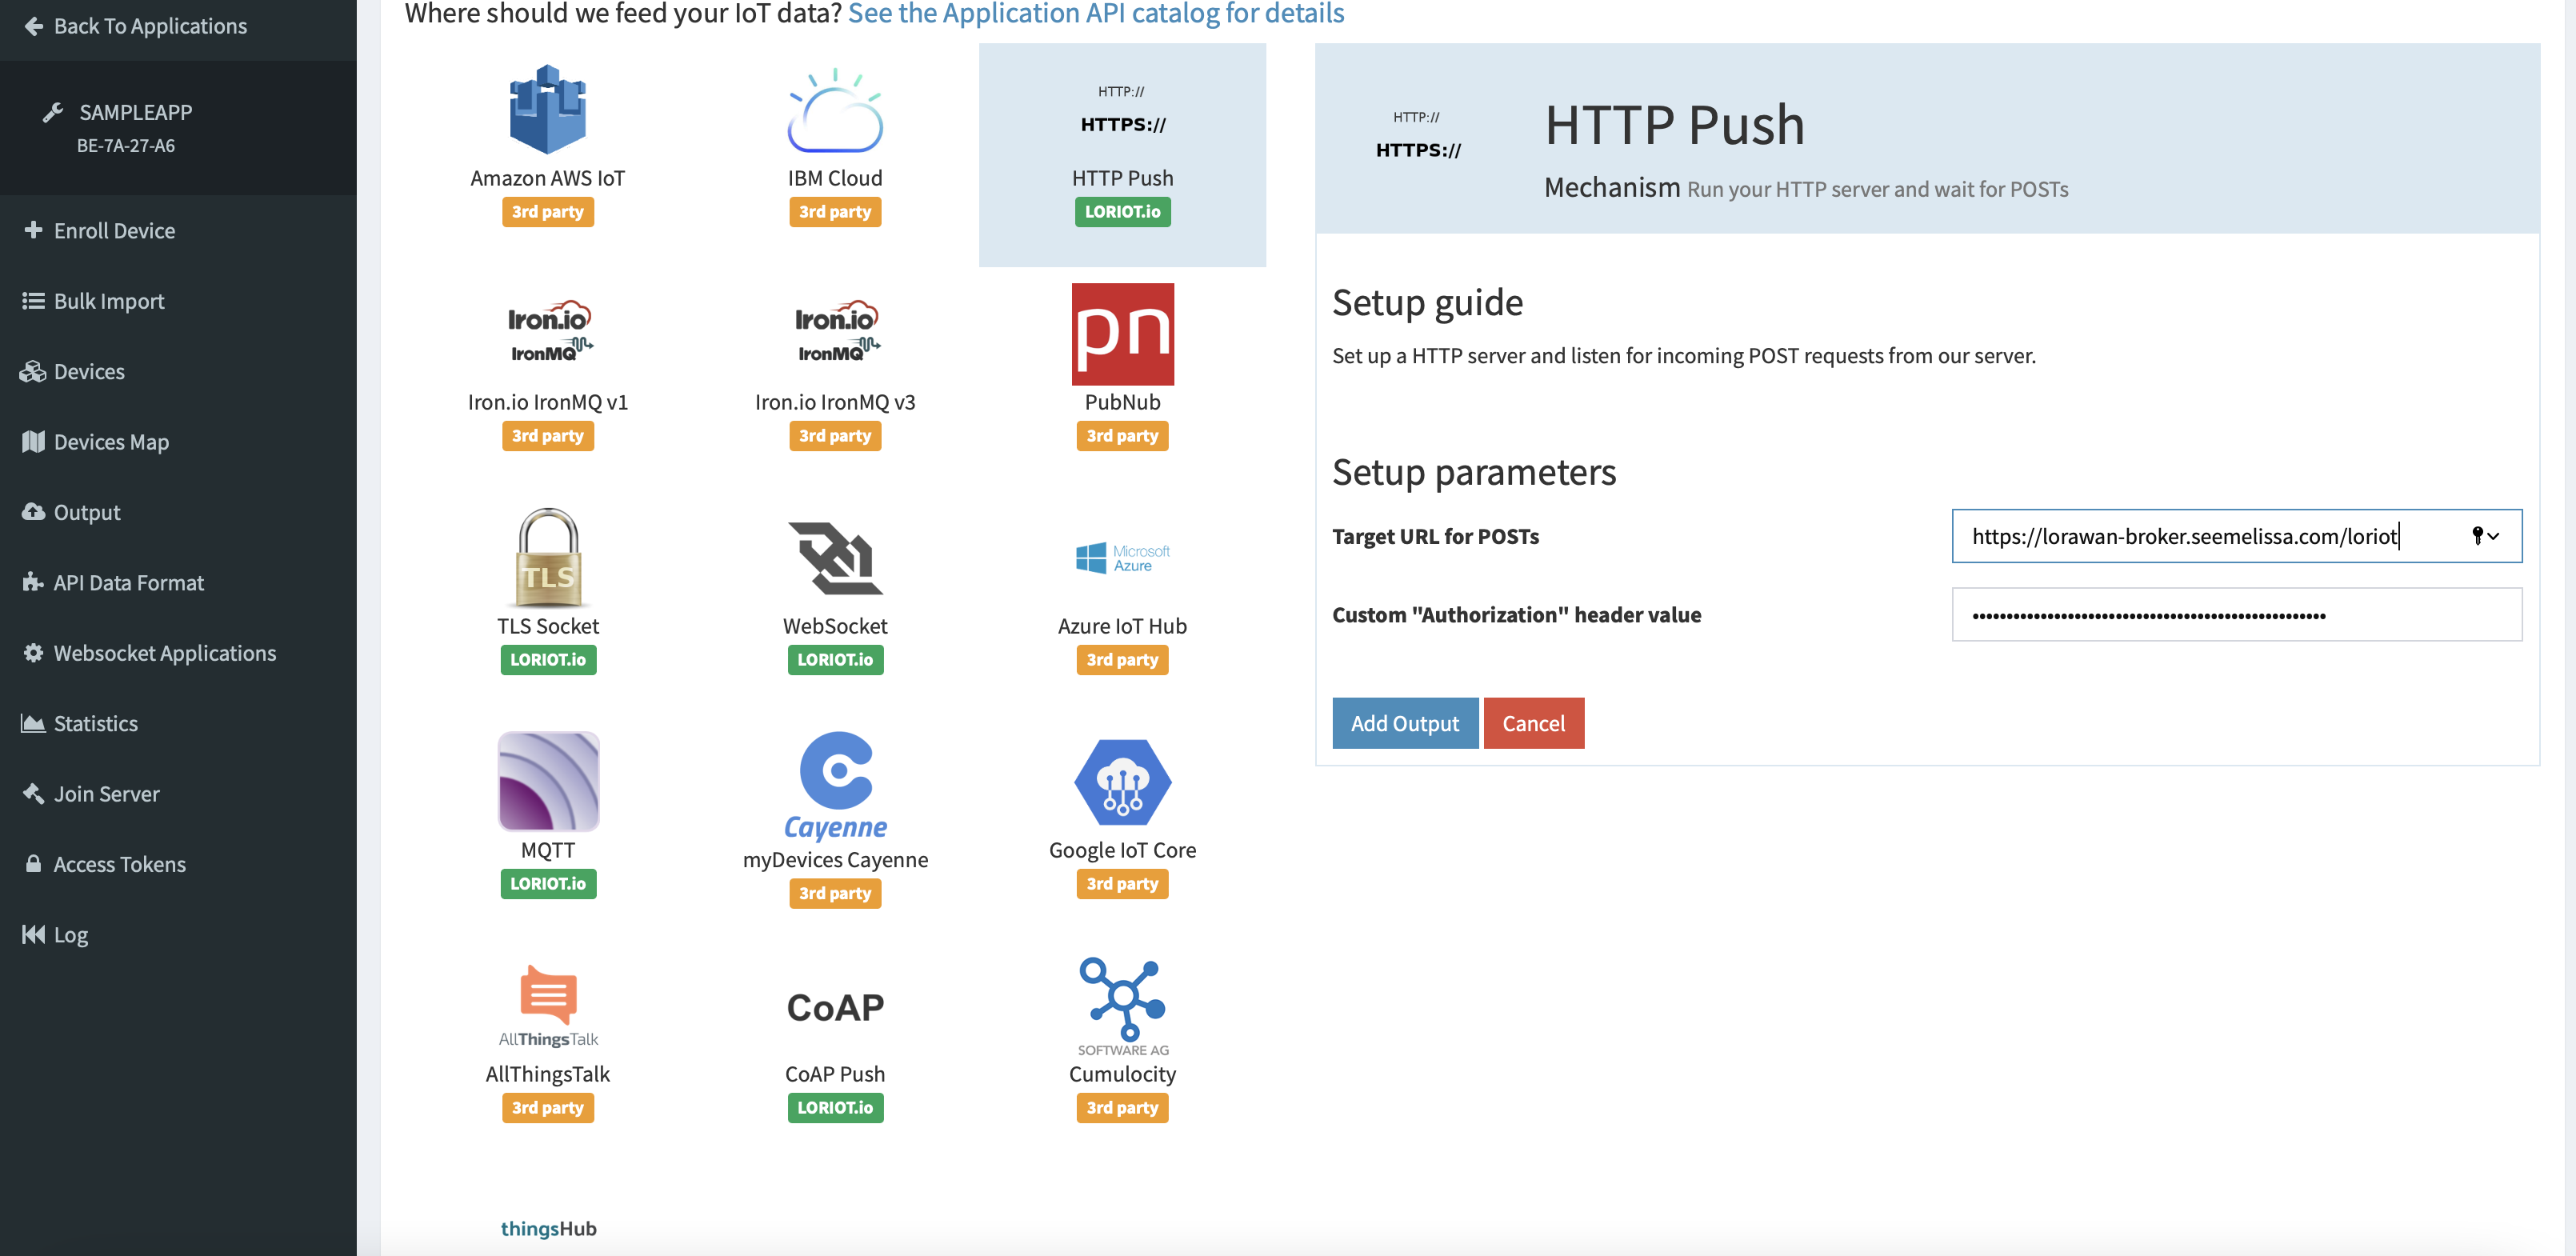 Back To Applications
SAMPLEAPP
BE-7A-27-A6
Enroll Device
Bulk Import
Devices
Devices Map
Output
API Data Format
Websocket Applications
Statistics
Join Server
Access Tokens
Log
Where should we feed your IoT data? See the Application API catalog for details
Amazon AWS IoT
3rd party
IBM Cloud
3rd party
HTTP://
HTTPS://
HTTP Push
LORIOT.io
Iron.io
IronMQ
Iron.io IronMQ v1
3rd party
Iron.io
IronMQ
Iron.io IronMQ v3
3rd party
pn
PubNub
3rd party
TLS
TLS Socket
LORIOT.io
WebSocket
LORIOT.io
Microsoft
Azure
Azure IoT Hub
3rd party
MQTT
LORIOT.io
Cayenne
myDevices Cayenne
3rd party
Google IoT Core
3rd party
AllThingsTalk
AllThingsTalk
3rd party
CoAP
CoAP Push
LORIOT.io
SOFTWARE AG
Cumulocity
3rd party
thingsHub
HTTP://
HTTPS://
HTTP Push
Mechanism Run your HTTP server and wait for POSTs
Setup guide
Set up a HTTP server and listen for incoming POST requests from our server.
Setup parameters
Target URL for POSTs
https://lorawan-broker.seemelissa.com/loriot
Custom "Authorization" header value
Add Output
Cancel